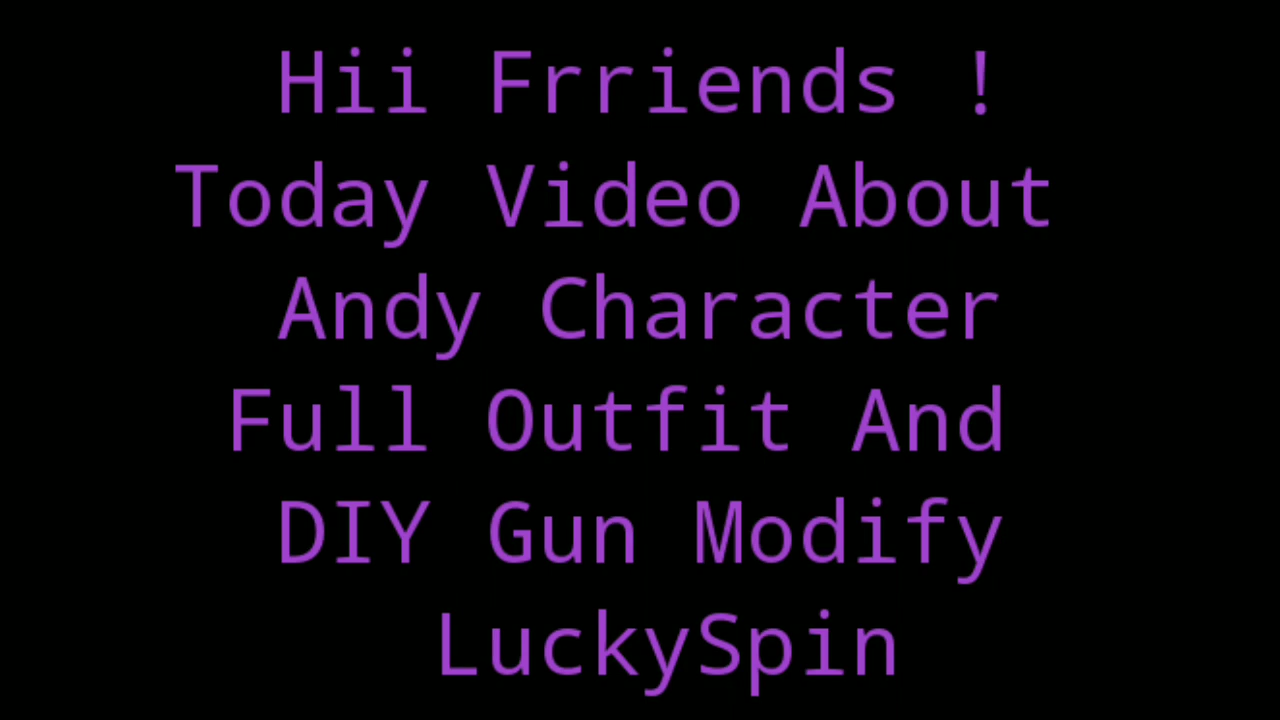 Hii Frriends !
Today Video About
Andy Character
Full Outfit And
DIY Gun Modify
LuckySpin